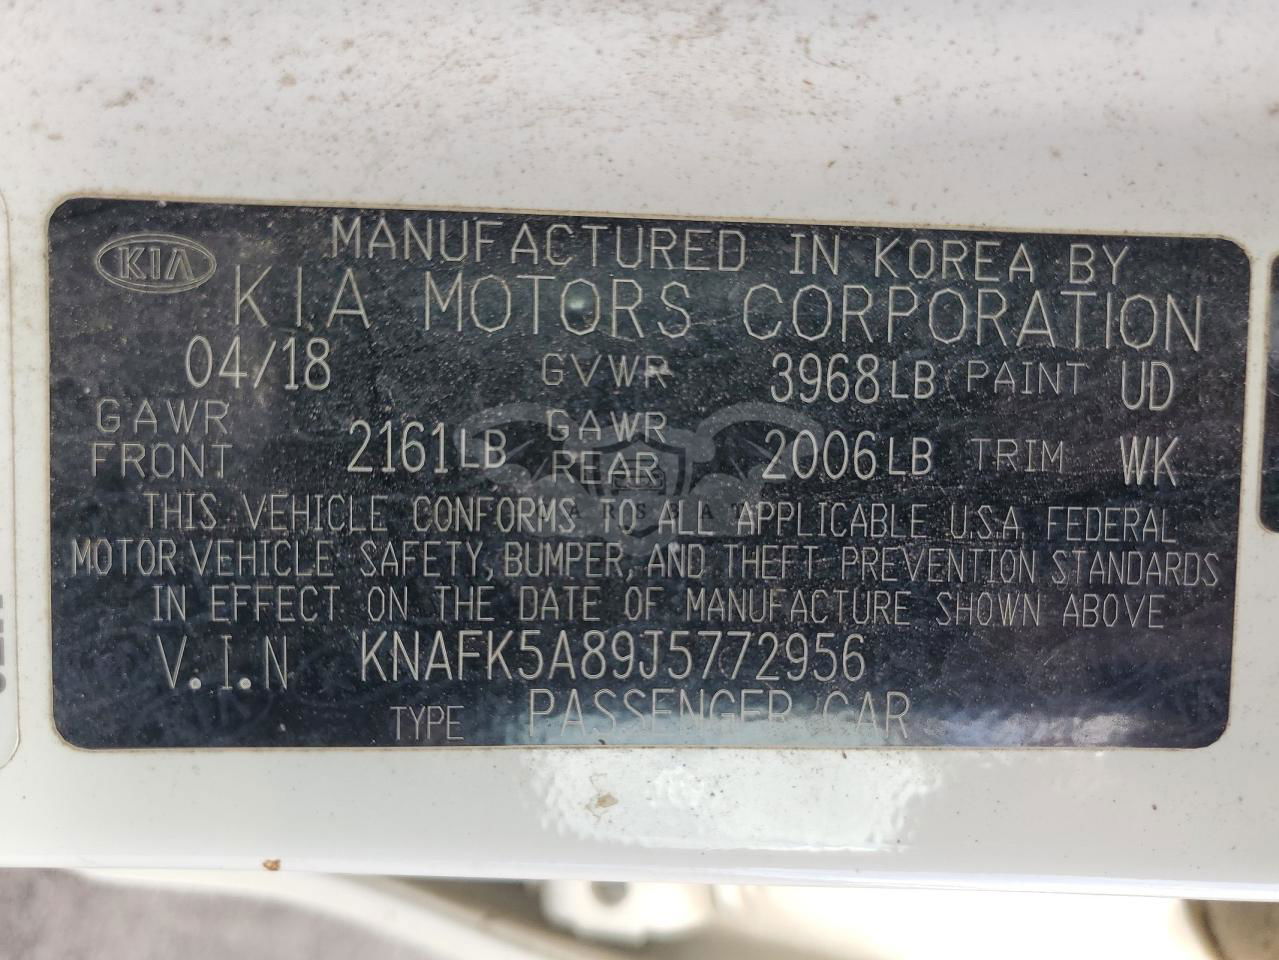 KIA
MANUFACTURED IN KOREA BY
KIA MOTORS CORPORATION
04/18 GVWR 3968LB PAINT UD
GAWR FRONT 2161LB GAWR REAR 2006LB TRIM WK
THIS VEHICLE CONFORMS TO ALL APPLICABLE U.S.A. FEDERAL
MOTOR VEHICLE SAFETY, BUMPER, AND THEFT PREVENTION STANDARDS
IN EFFECT ON THE DATE OF MANUFACTURE SHOWN ABOVE
V.I.N KNAFK5A89J5772956
TYPE PASSENGER CAR